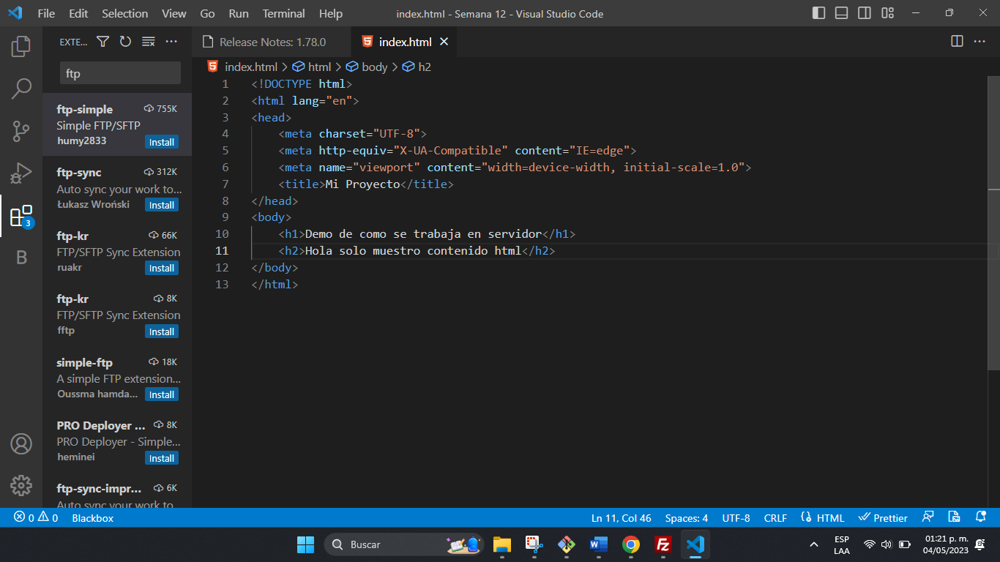 File Edit Selection View Go Run Terminal Help
index.html - Semana 12 - Visual Studio Code
EXTE...
ftp
ftp-simple 755K
Simple FTP/SFTP
humy2833 Install
ftp-sync 312K
Auto sync your work to...
Łukasz Wroński Install
ftp-kr 66K
FTP/SFTP Sync Extension
ruakr Install
ftp-kr 8K
FTP/SFTP Sync Extension
fftp Install
simple-ftp 18K
A simple FTP extension...
Oussma hamda... Install
PRO Deployer ... 8K
PRO Deployer - Simple...
heminei Install
ftp-sync-impr... 6K
Auto sync your work to
3
B
Release Notes: 1.78.0 index.html
index.html > html > body > h2
1 <!DOCTYPE html>
2 <html lang="en">
3 <head>
4 <meta charset="UTF-8">
5 <meta http-equiv="X-UA-Compatible" content="IE=edge">
6 <meta name="viewport" content="width=device-width, initial-scale=1.0">
7 <title>Mi Proyecto</title>
8 </head>
9 <body>
10 <h1>Demo de como se trabaja en servidor</h1>
11 <h2>Hola solo muestro contenido html</h2>
12 </body>
13 </html>
0 0 Blackbox
Ln 11, Col 46 Spaces: 4 UTF-8 CRLF HTML Prettier
Buscar
W
Fz
ESP
LAA
01:21 p. m.
04/05/2023